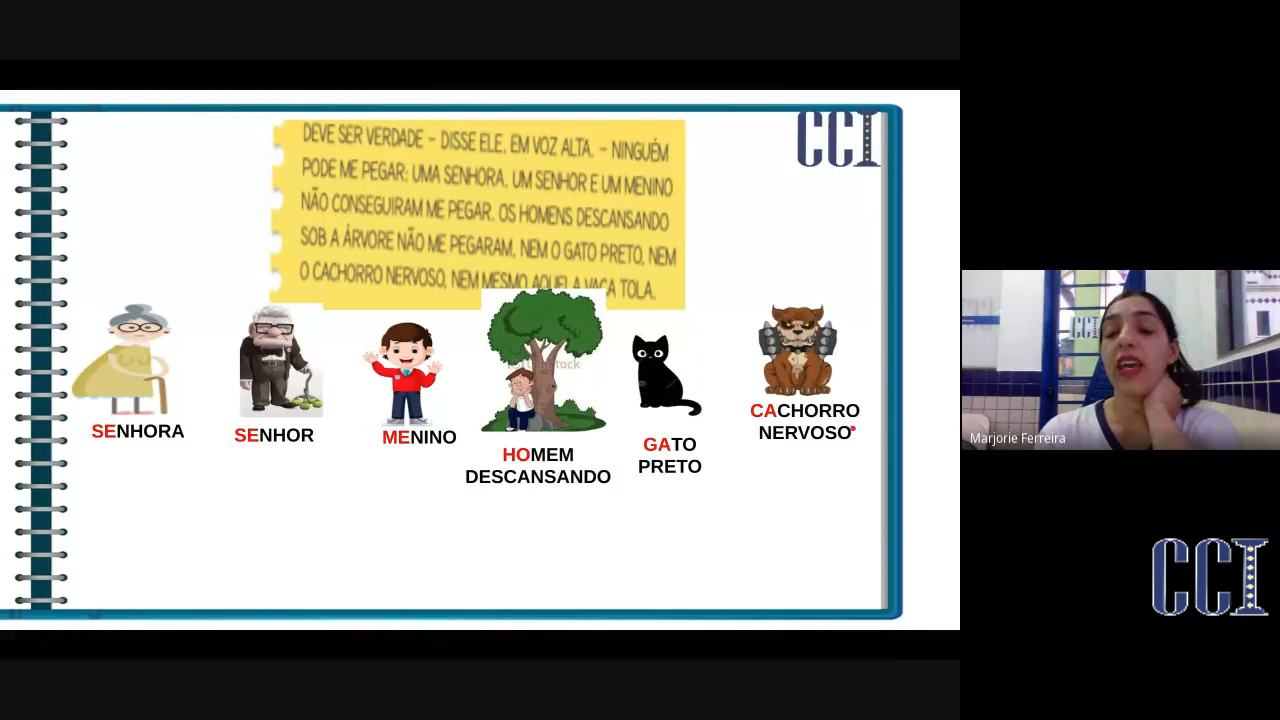 DEVE SER VERDADE - DISSE ELE, EM VOZ ALTA. - NINGUÉM
PODE ME PEGAR: UMA SENHORA, UM SENHOR E UM MENINO
NÃO CONSEGUIRAM ME PEGAR. OS HOMENS DESCANSANDO
SOB A ÁRVORE NÃO ME PEGARAM, NEM O GATO PRETO, NEM
O CACHORRO NERVOSO, NEM MESMO AQUELA VACA TOLA.
CCI
SENHORA
SENHOR
MENINO
HOMEM
DESCANSANDO
GATO
PRETO
CACHORRO
NERVOSO
CCI
Marjorie Ferreira
CCI